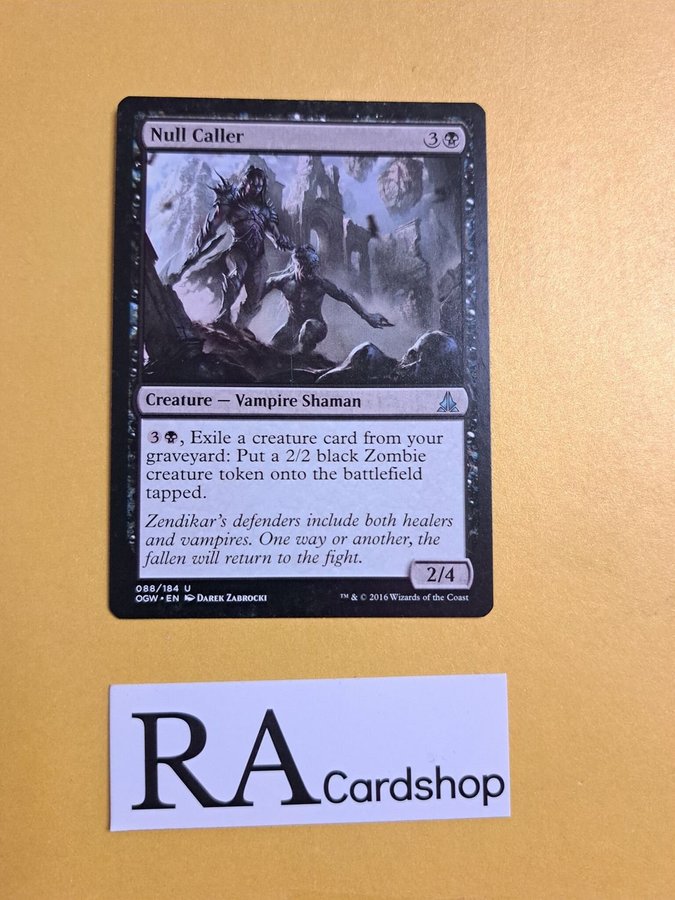 Null Caller 3
Creature — Vampire Shaman
3, Exile a creature card from your
graveyard: Put a 2/2 black Zombie
creature token onto the battlefield
tapped.
Zendikar's defenders include both healers
and vampires. One way or another, the
fallen will return to the fight.
2/4
088/184 U
OGW • EN DAREK ZABROCKI
™ & © 2016 Wizards of the Coast
RA Cardshop